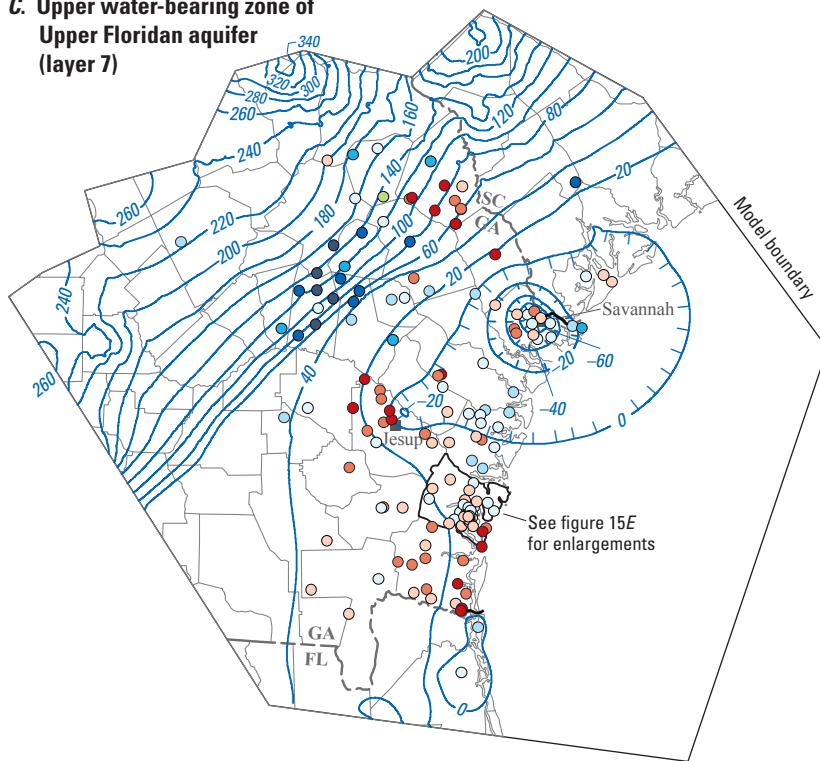 C. Upper water-bearing zone of
Upper Floridan aquifer
(layer 7)
340
320
300
280
260
240
200
160
120
80
140
20
260
220
180
200
100
60
SC
GA
20
240
260
40
Model boundary
Savannah
–20
–60
–40
0
–20
0
Jesup
See figure 15E
for enlargements
GA
FL
0